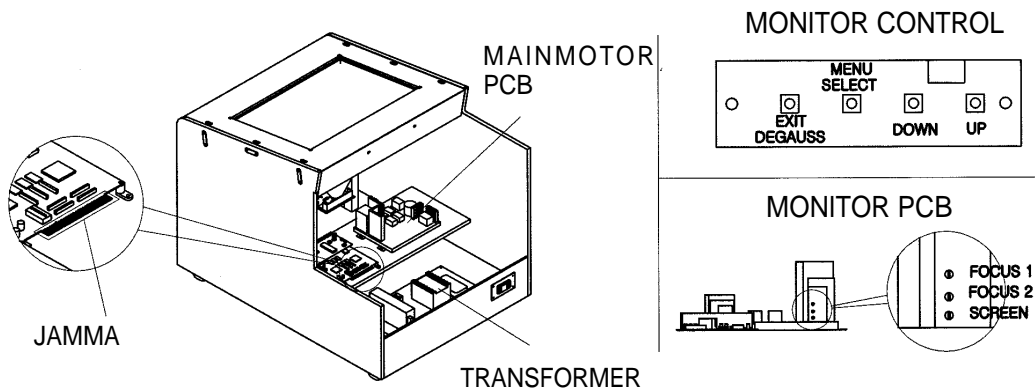 MAINMOTOR
PCB
JAMMA
TRANSFORMER
MONITOR CONTROL
MENU
SELECT
EXIT
DEGAUSS
DOWN
UP
MONITOR PCB
FOCUS 1
FOCUS 2
SCREEN